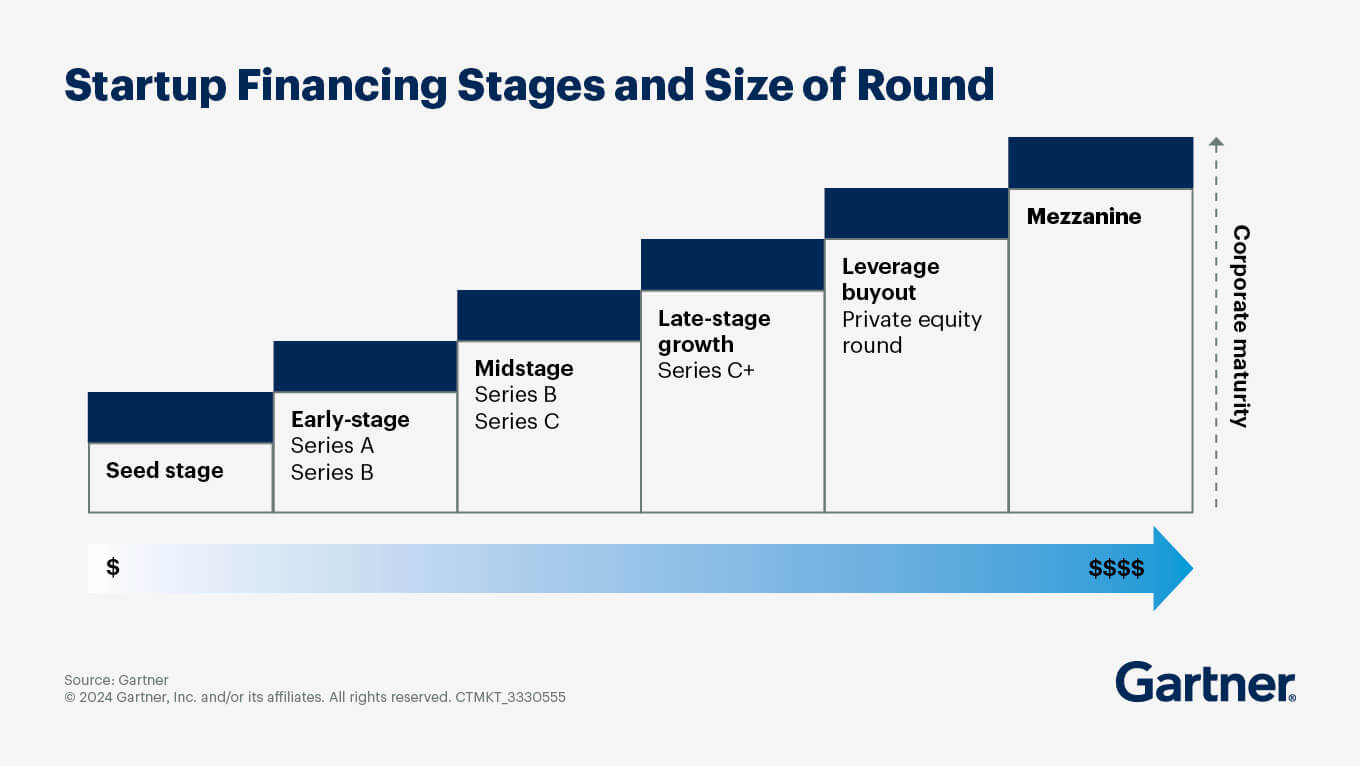 Startup Financing Stages and Size of Round
Seed stage
Early-stage
Series A
Series B
Midstage
Series B
Series C
Late-stage
growth
Series C+
Leverage
buyout
Private equity
round
Mezzanine
Corporate maturity
$
$$$$
Source: Gartner
© 2024 Gartner, Inc. and/or its affiliates. All rights reserved. CTMKT_3330555
Gartner®